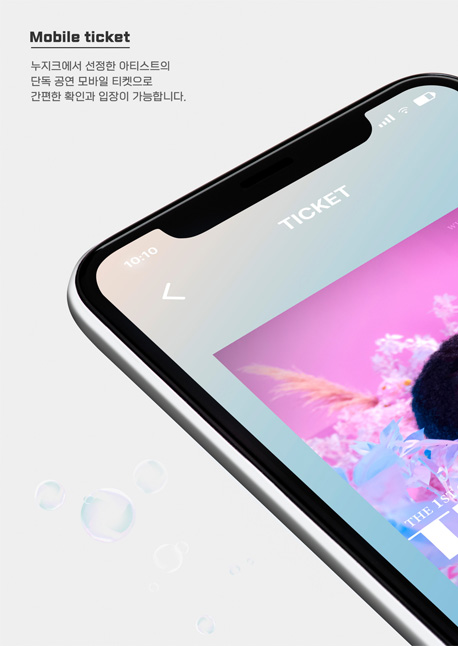 Mobile ticket
누지크에서 선정한 아티스트의
단독 공연 모바일 티켓으로
간편한 확인과 입장이 가능합니다.
TICKET
10:10
THE 1S